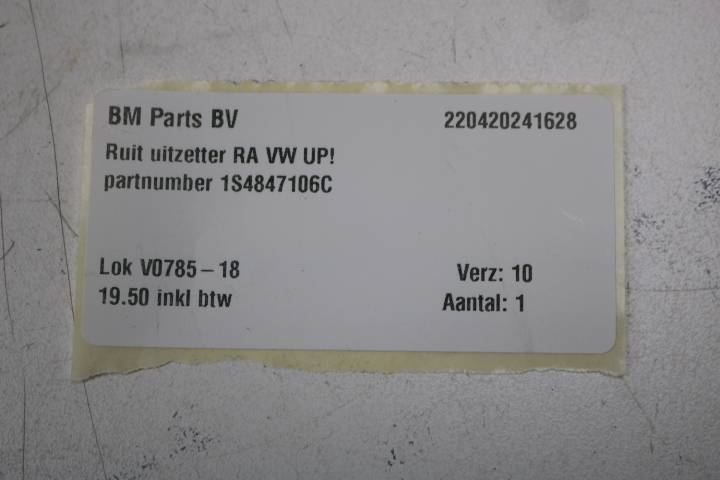 BM Parts BV 220420241628
Ruit uitzetter RA VW UP!
partnumber 1S4847106C
Lok V0785-18 Verz: 10
19.50 inkl btw Aantal: 1